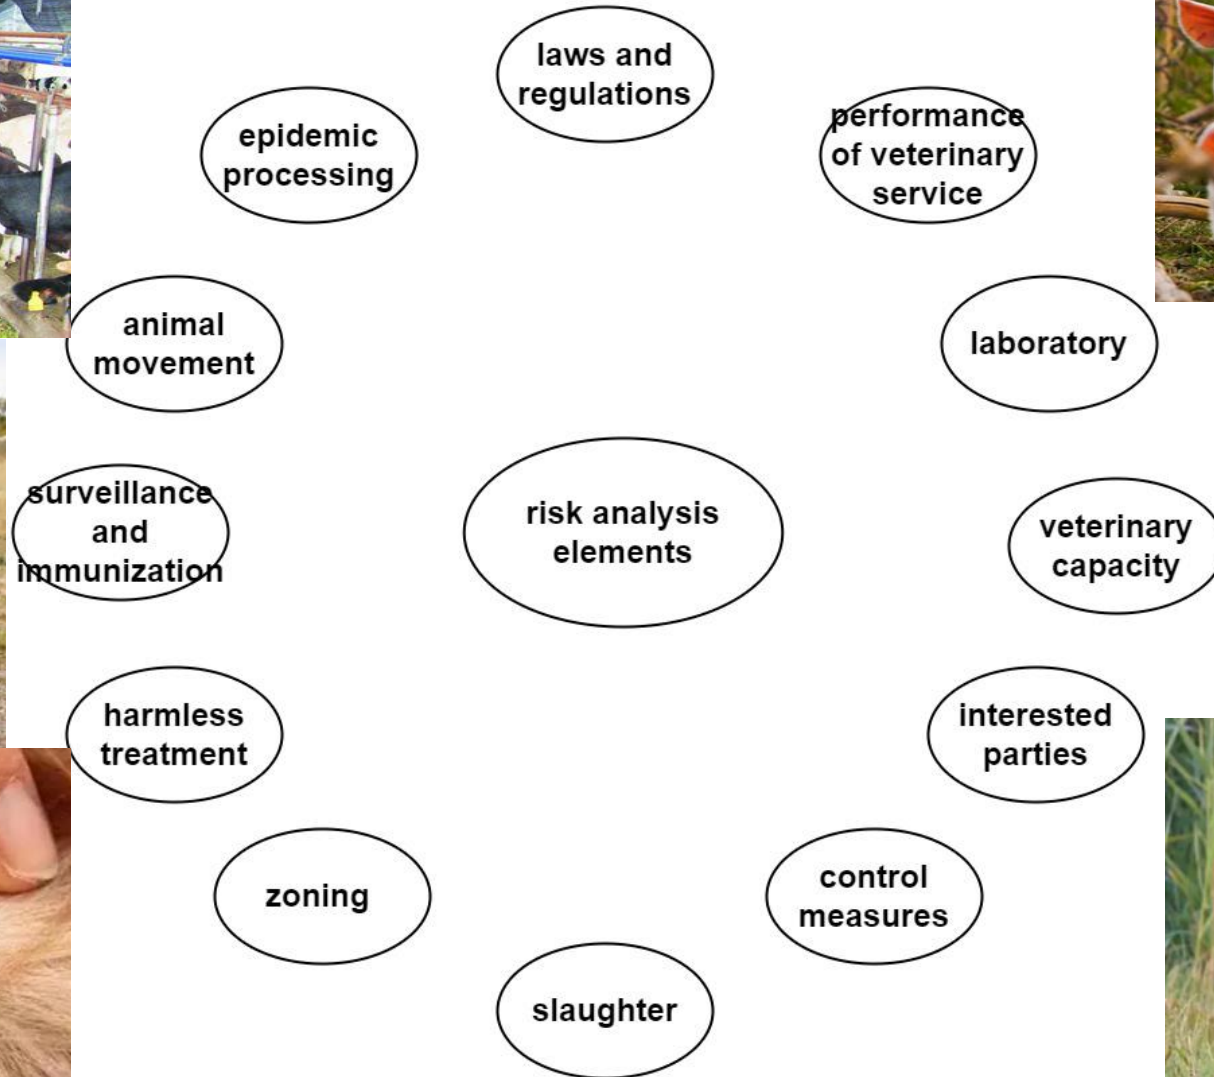 laws and
regulations
epidemic
processing
performance
of veterinary
service
animal
movement
laboratory
surveillance
and
immunization
risk analysis
elements
veterinary
capacity
harmless
treatment
interested
parties
zoning
control
measures
slaughter